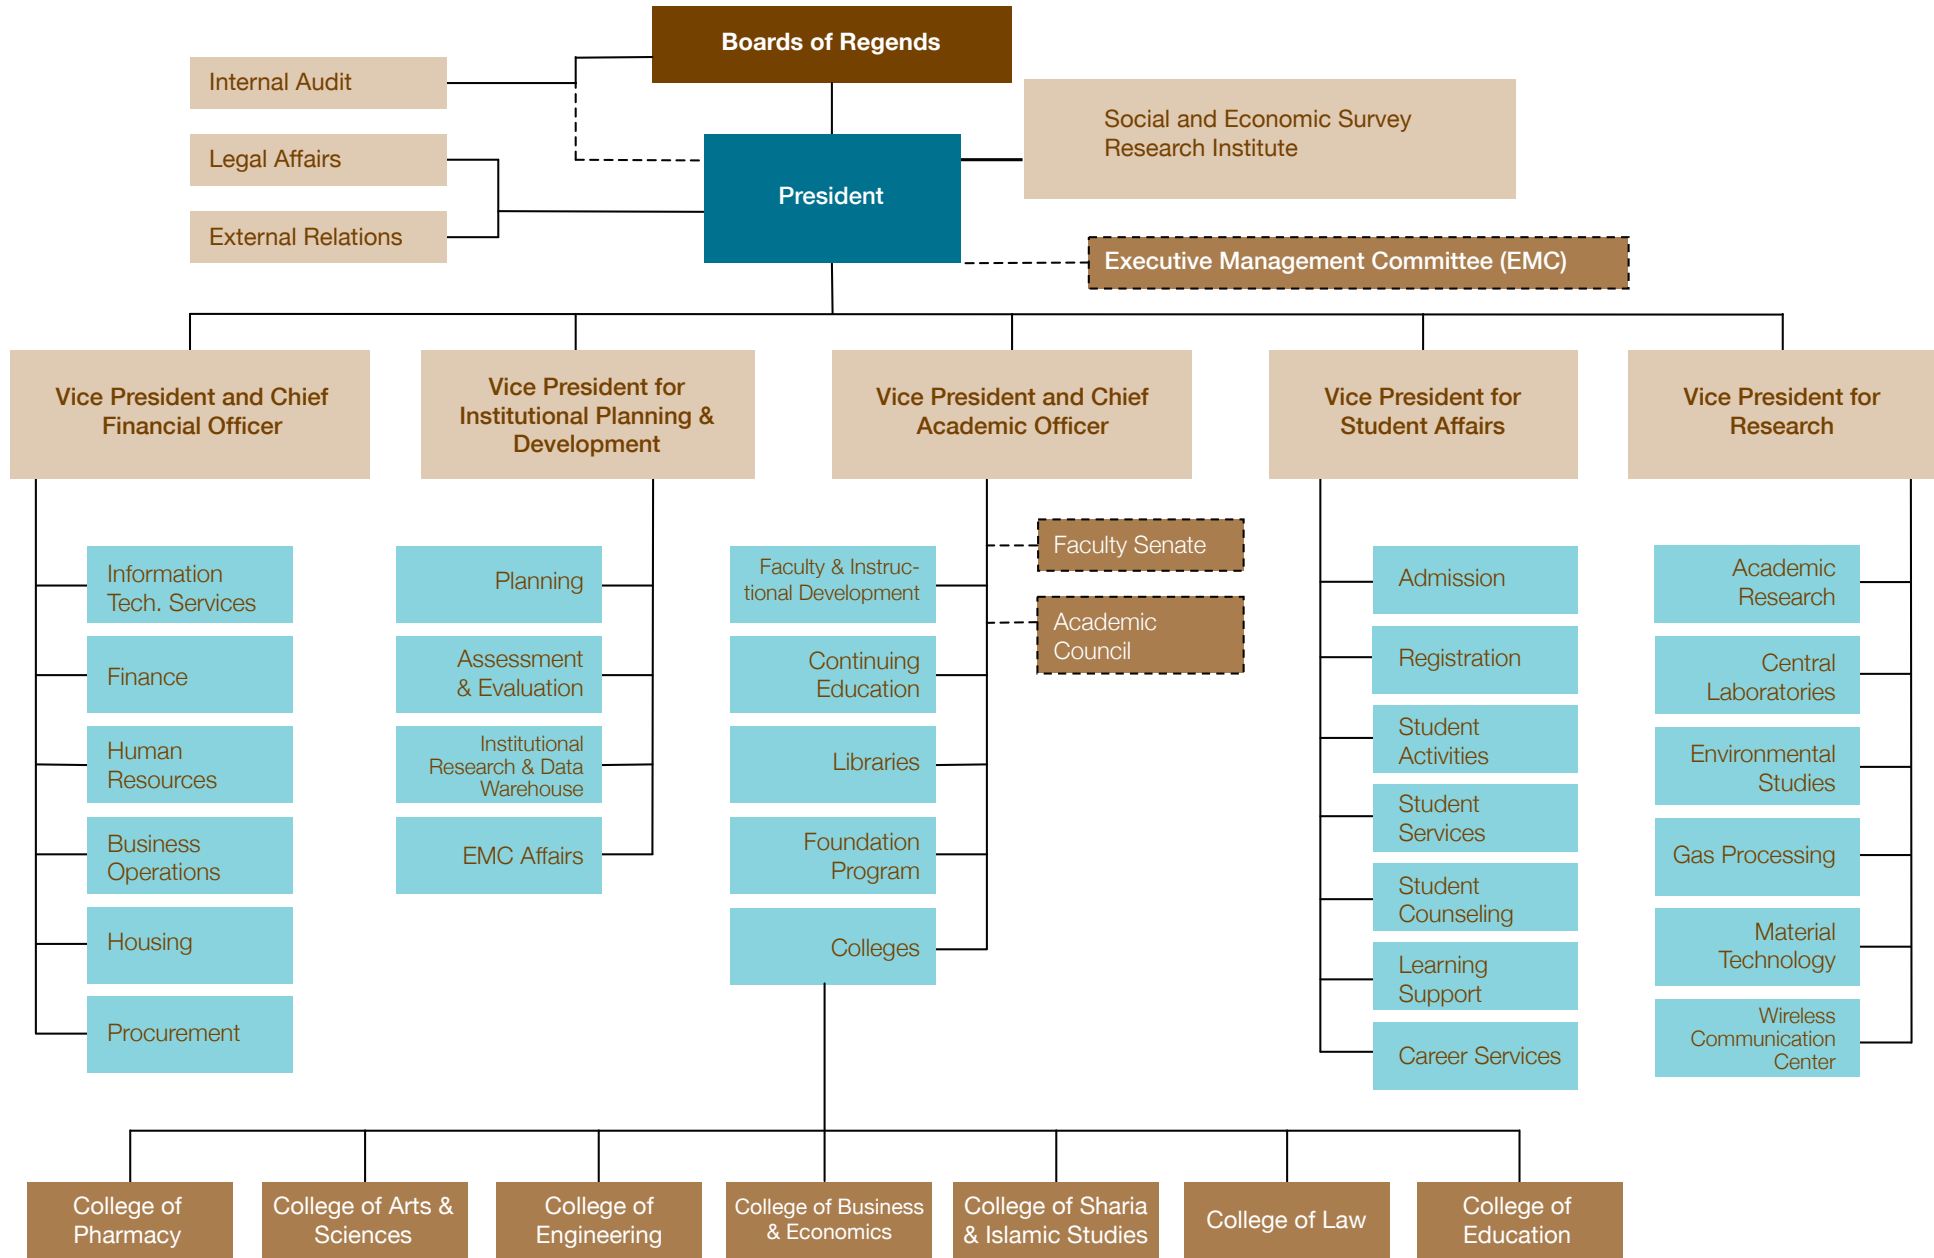 Boards of Regends
Internal Audit
Legal Affairs
External Relations
President
Social and Economic Survey
Research Institute
Executive Management Committee (EMC)
Vice President and Chief
Financial Officer
Vice President for
Institutional Planning &
Development
Vice President and Chief
Academic Officer
Vice President for
Student Affairs
Vice President for
Research
Information
Tech. Services
Finance
Human
Resources
Business
Operations
Housing
Procurement
Planning
Assessment
& Evaluation
Institutional
Research & Data
Warehouse
EMC Affairs
Faculty & Instruc-
tional Development
Continuing
Education
Libraries
Foundation
Program
Colleges
Faculty Senate
Academic
Council
Admission
Registration
Student
Activities
Student
Services
Student
Counseling
Learning
Support
Career Services
Academic
Research
Central
Laboratories
Environmental
Studies
Gas Processing
Material
Technology
Wireless
Communication
Center
College of
Pharmacy
College of Arts &
Sciences
College of
Engineering
College of Business
& Economics
College of Sharia
& Islamic Studies
College of Law
College of
Education